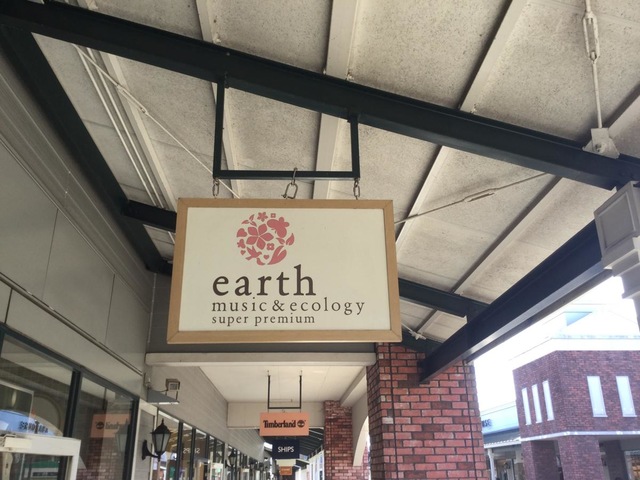 earth
music & ecology
super premium
Timberland
SHIPS